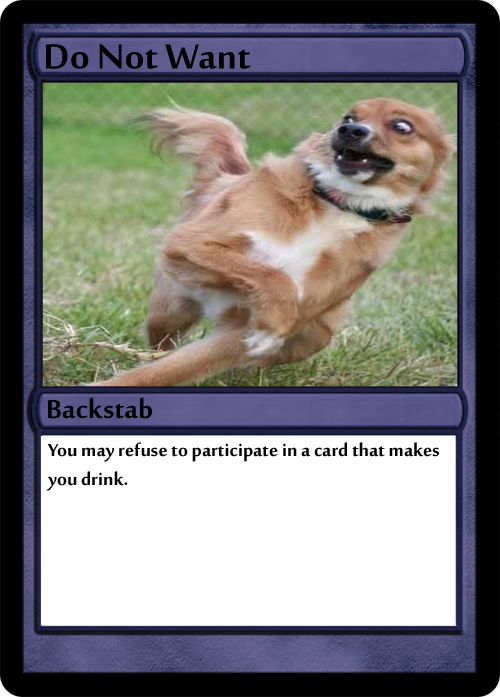 Do Not Want
Backstab
You may refuse to participate in a card that makes
you drink.